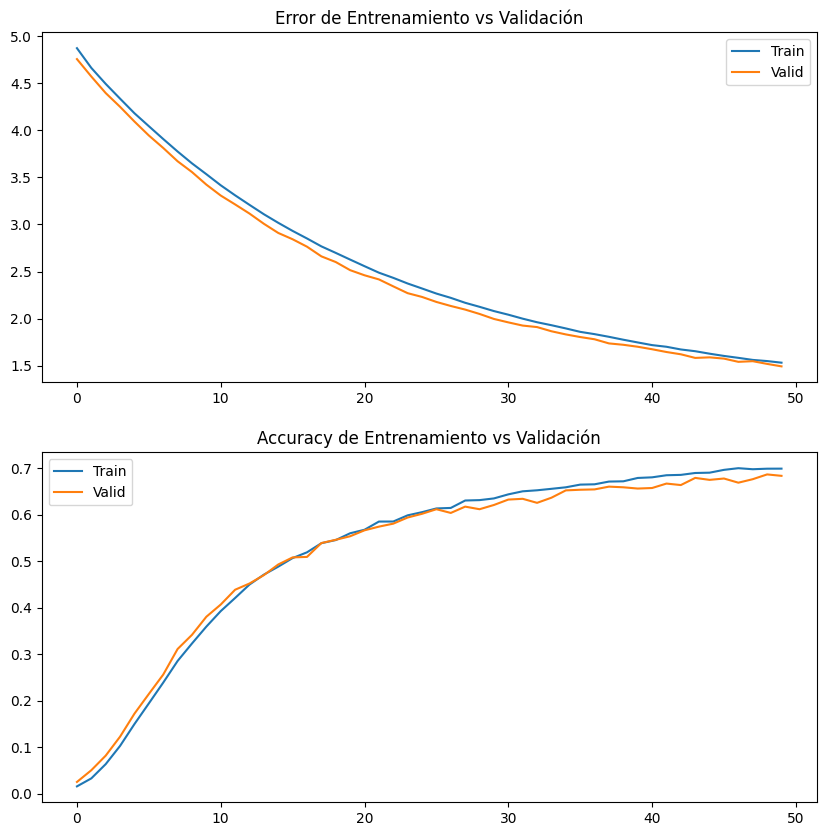 Error de Entrenamiento vs Validación
5.0
4.5
4.0
3.5
3.0
2.5
2.0
1.5
Train
Valid
0 10 20 30 40 50
Accuracy de Entrenamiento vs Validación
0.7
0.6
0.5
0.4
0.3
0.2
0.1
0.0
Train
Valid
0 10 20 30 40 50